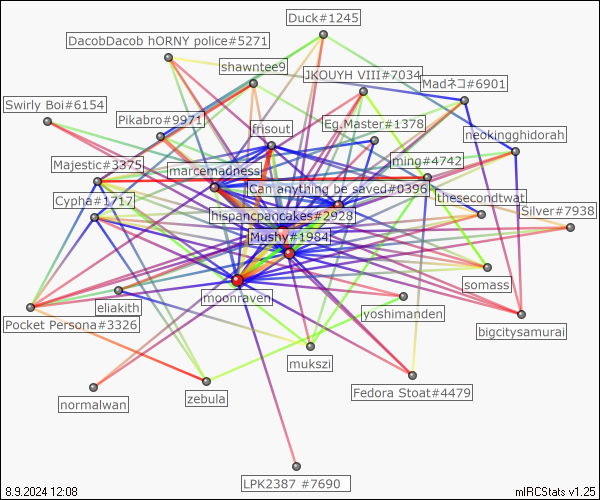 Duck#1245
DacobDacob hORNY police#5271
shawntee9
JKOUYH VIII#7034
Madネコ#6901
Swirly Boi#6154
Pikabro#9971
frisout
Eg.Master#1378
neokingghidorah
Majestic#3375
marcemadness
ming#4742
Can anything be saved#0396
Cypha#1717
thesecondtwat
hispancpancakes#2928
Silver#7938
Mushy#1984
somass
moonraven
eliakith
yoshimanden
Pocket Persona#3326
bigcitysamurai
mukszi
zebula
Fedora Stoat#4479
normalwan
LPK2387 #7690
8.9.2024 12:08
mIRCStats v1.25